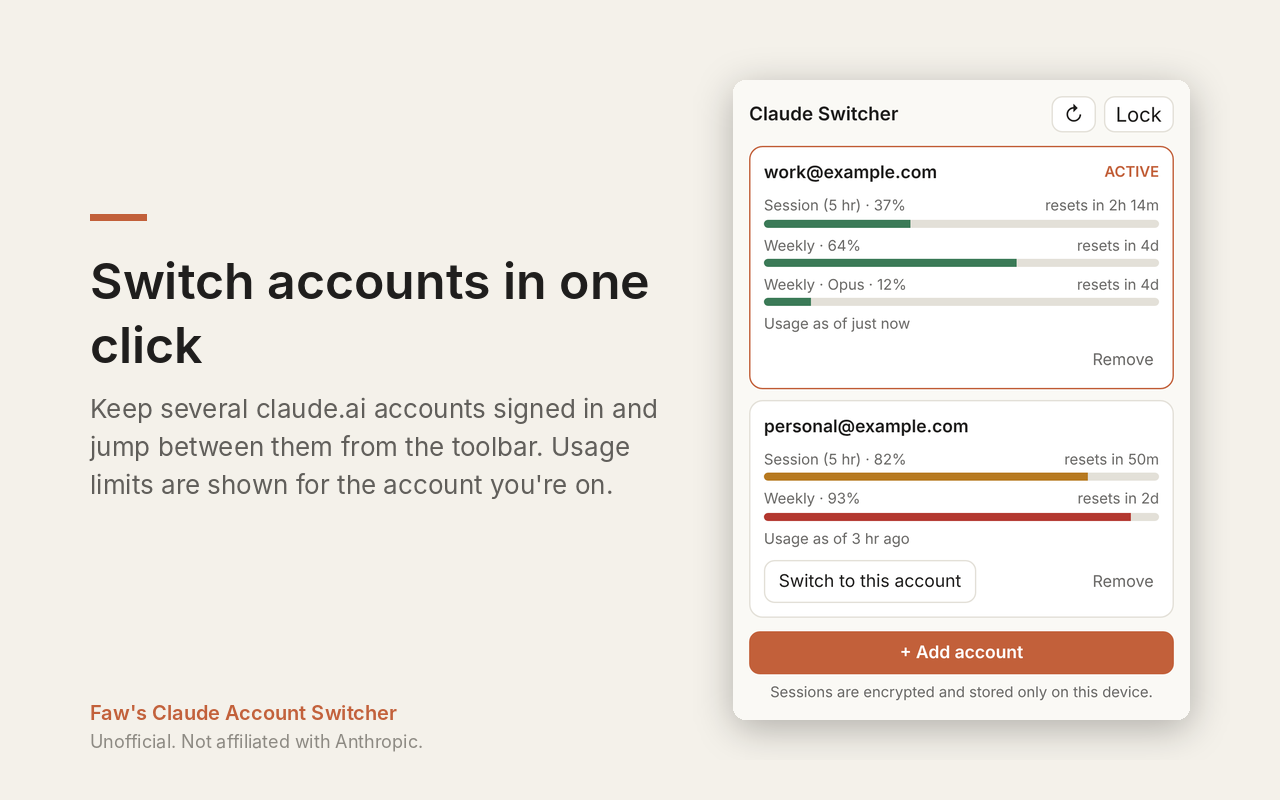 Switch accounts in one
click
Keep several claude.ai accounts signed in and
jump between them from the toolbar. Usage
limits are shown for the account you're on.
Faw's Claude Account Switcher
Unofficial. Not affiliated with Anthropic.
Claude Switcher
Lock
work@example.com ACTIVE
Session (5 hr) · 37% resets in 2h 14m
Weekly · 64% resets in 4d
Weekly · Opus · 12% resets in 4d
Usage as of just now
Remove
personal@example.com
Session (5 hr) · 82% resets in 50m
Weekly · 93% resets in 2d
Usage as of 3 hr ago
Switch to this account Remove
+ Add account
Sessions are encrypted and stored only on this device.